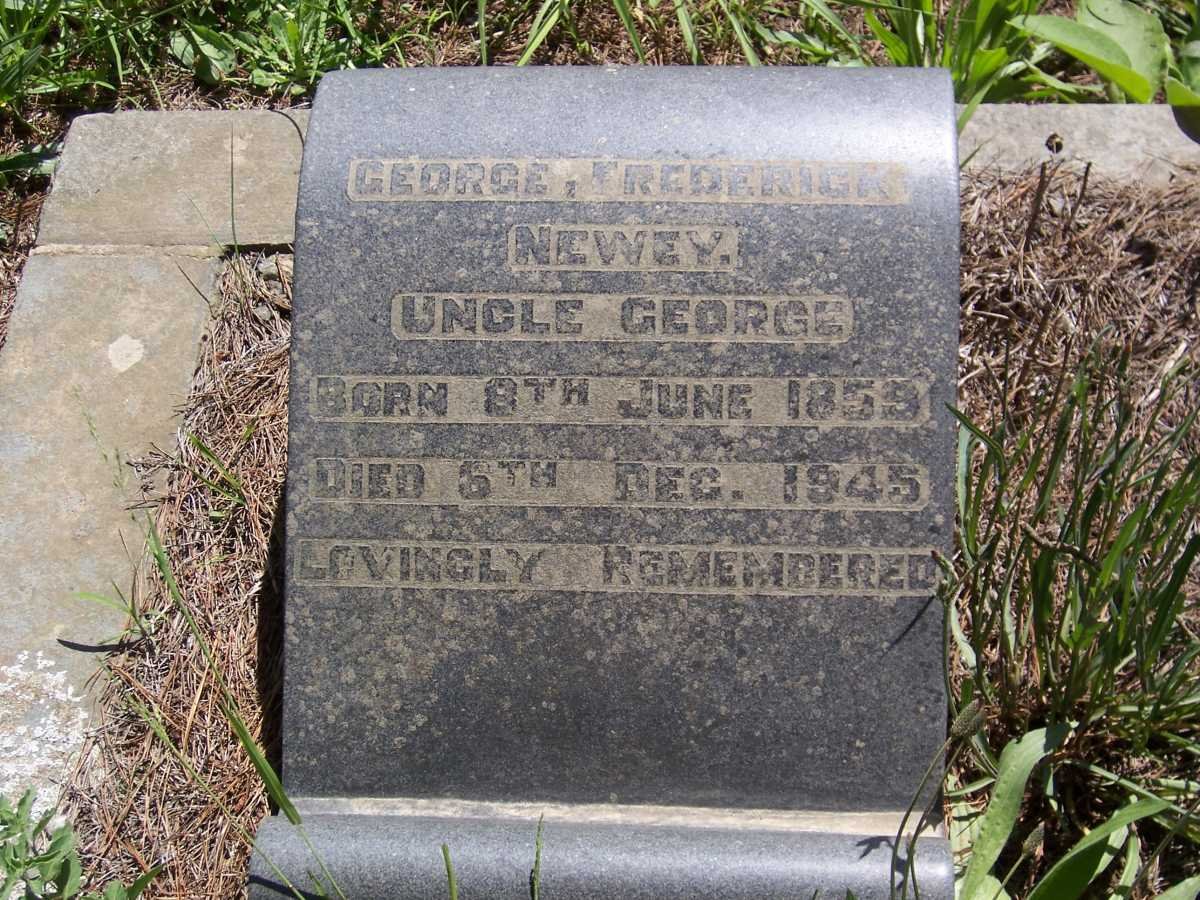 GEORGE, FREDERICK
NEWEY.
UNCLE GEORGE
BORN 8TH JUNE 1859
DIED 6TH DEC. 1945
LOVINGLY REMEMBERED